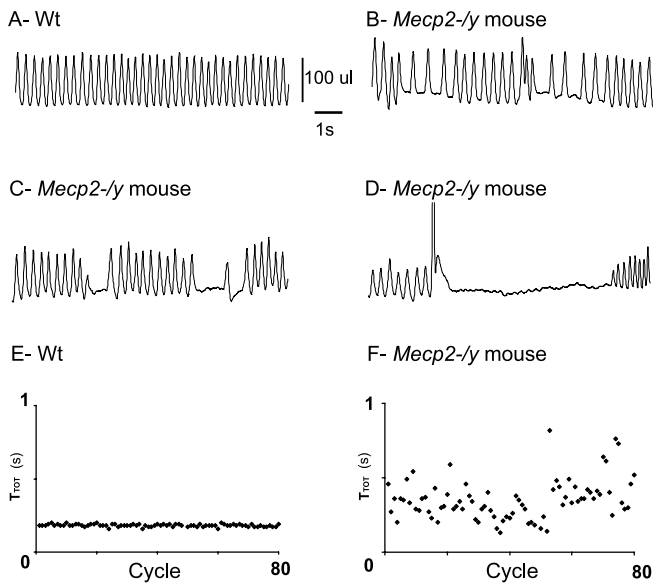 A- Wt
B- Mecp2-/y mouse
100 ul
1s
C- Mecp2-/y mouse
D- Mecp2-/y mouse
E- Wt
F- Mecp2-/y mouse
1
TTOT (s)
0
Cycle
80
1
TTOT (s)
0
Cycle
80